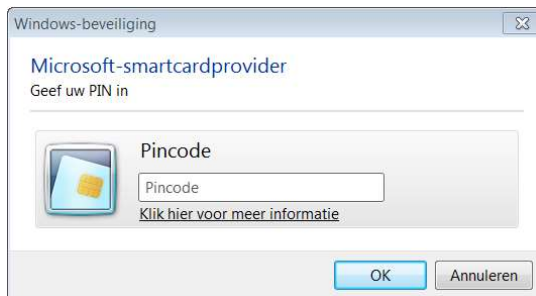 Windows-beveiliging
Microsoft-smartcardprovider
Geef uw PIN in
Pincode
Pincode
Klik hier voor meer informatie
OK Annuleren